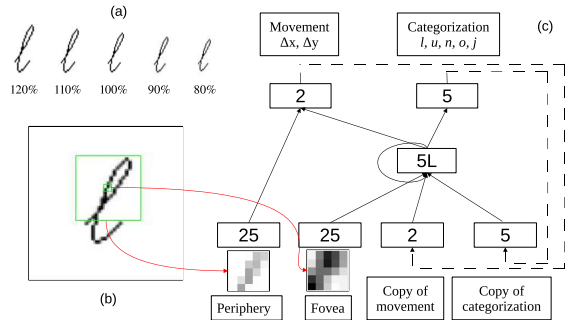 (a)
120% 110% 100% 90% 80%
(b)
(c)
Movement
Δx, Δy
Categorization
l, u, n, o, j
2
5
5L
25
25
2
5
Periphery
Fovea
Copy of
movement
Copy of
categorization